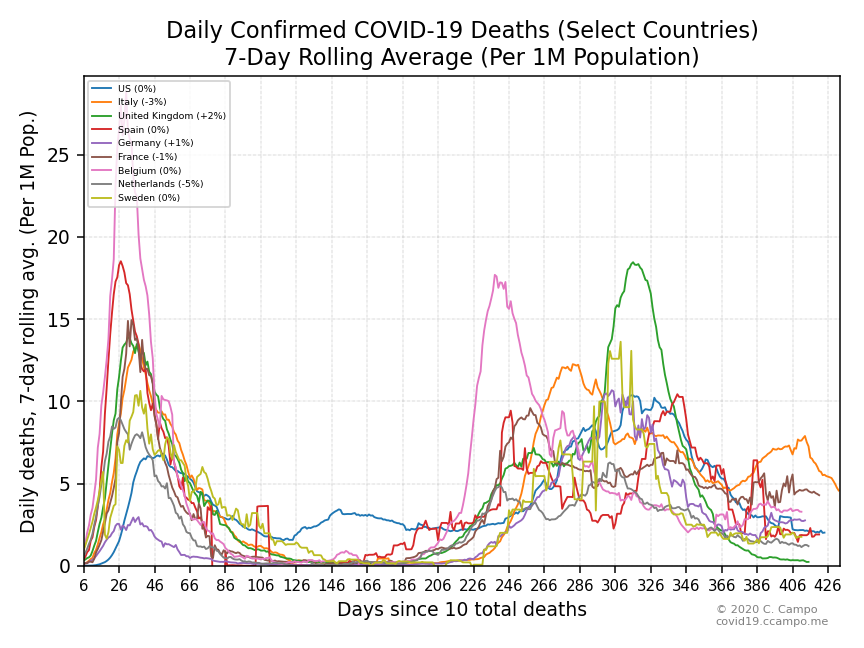 Daily Confirmed COVID-19 Deaths (Select Countries)
7-Day Rolling Average (Per 1M Population)
Daily deaths, 7-day rolling avg. (Per 1M Pop.)
US (0%)
Italy (-3%)
United Kingdom (+2%)
Spain (0%)
Germany (+1%)
France (-1%)
Belgium (0%)
Netherlands (-5%)
Sweden (0%)
25
20
15
10
5
0
6 26 46 66 86 106 126 146 166 186 206 226 246 266 286 306 326 346 366 386 406 426
Days since 10 total deaths
© 2020 C. Campo
covid19.ccampo.me